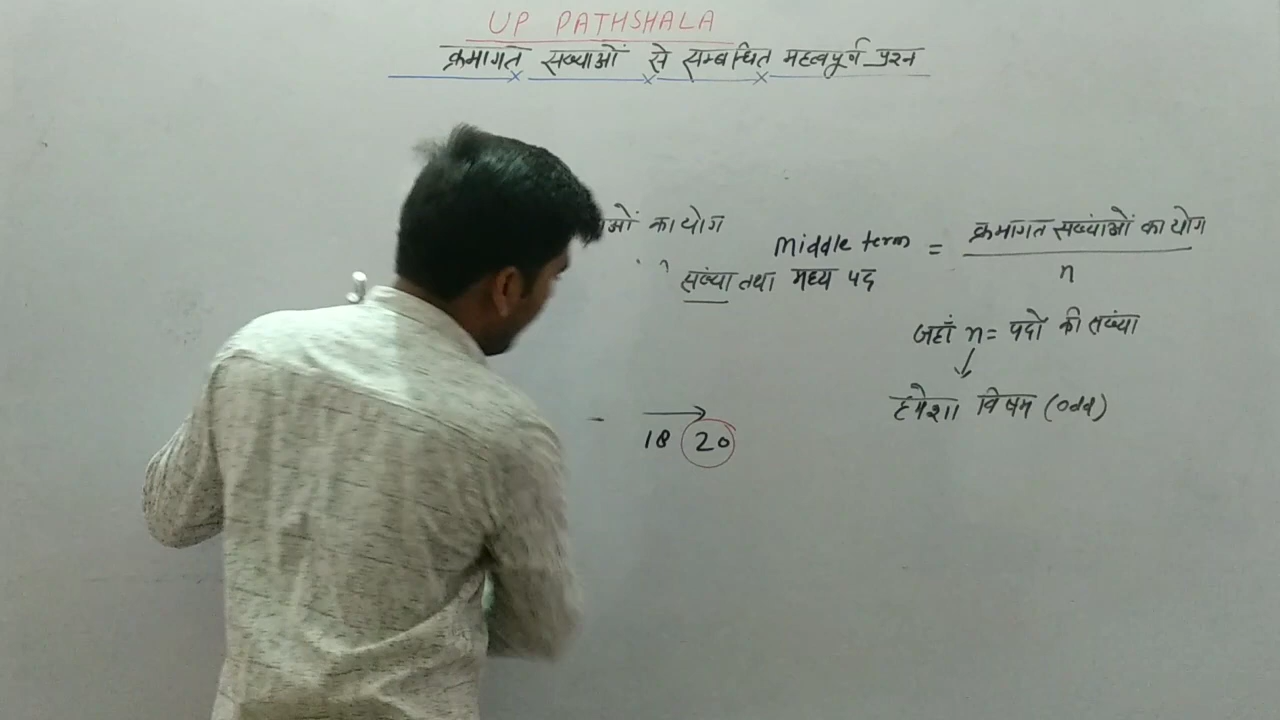 UP PATHSHALA
क्रमागत संख्याओं से सम्बधित महत्वपूर्ण प्रश्न
का योग
संख्या तथा मध्य पद
middle term = क्रमागत संख्याओं का योग
n
जहां n = पदो की संख्या
हमेशा विषम (odd)
18 20